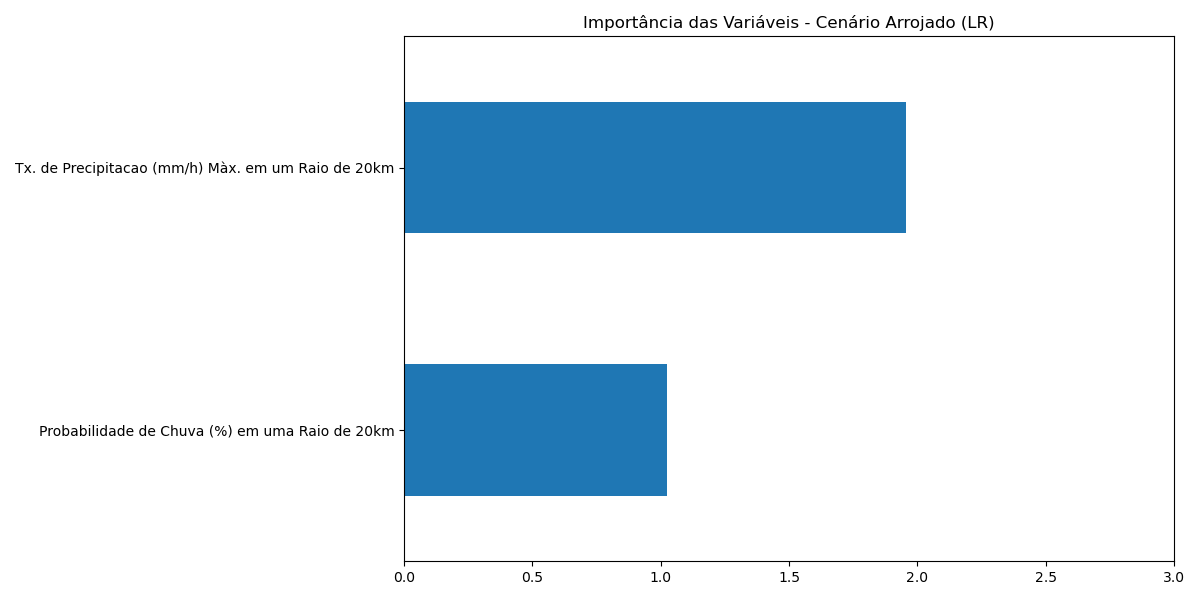 Importância das Variáveis - Cenário Arrojado (LR)
Tx. de Precipitacao (mm/h) Màx. em um Raio de 20km
Probabilidade de Chuva (%) em uma Raio de 20km
0.0 0.5 1.0 1.5 2.0 2.5 3.0